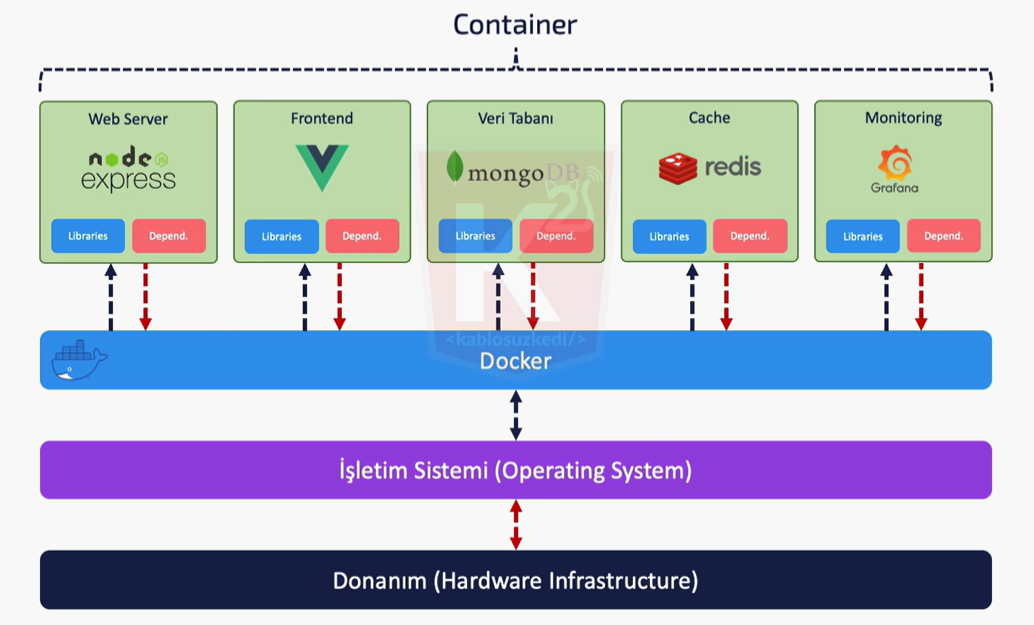 Container
Web Server
node JS
express
Libraries
Depend.
Frontend
Libraries
Depend.
Veri Tabanı
mongoDB
Libraries
Depend.
Cache
redis
Libraries
Depend.
Monitoring
Grafana
Libraries
Depend.
K2
<kablosuzkedi/>
Docker
İşletim Sistemi (Operating System)
Donanım (Hardware Infrastructure)